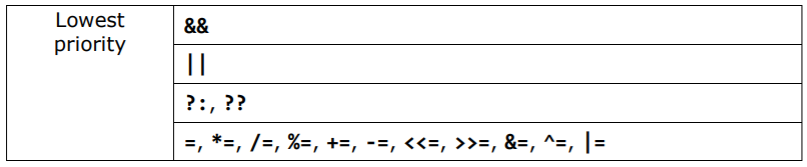 Lowest
priority
&&
||
?:, ??
=, *=, /=, %=, +=, -=, <<=, >>=, &=, ^=, |=